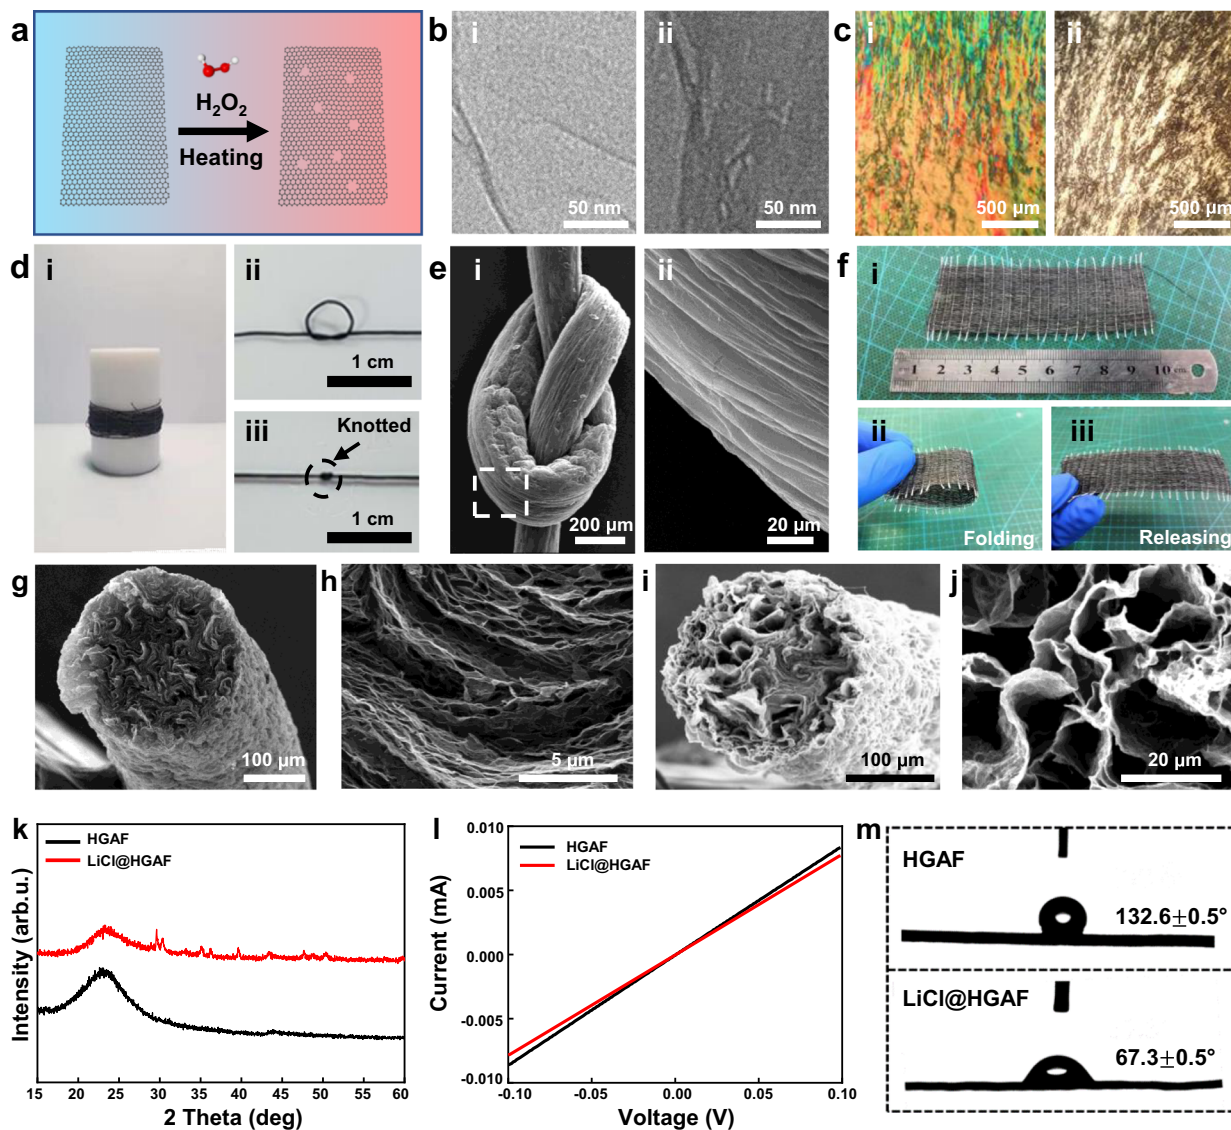 a
H₂O₂
Heating
b
i
50 nm
ii
50 nm
c
i
500 µm
ii
500 µm
d
i
ii
1 cm
iii
Knotted
1 cm
e
i
200 µm
ii
20 µm
f
i
1 2 3 4 5 6 7 8 9 10 cm
ii
Folding
iii
Releasing
g
100 µm
h
5 µm
i
100 µm
j
20 µm
k
HGAF
LiCl@HGAF
Intensity (arb.u.)
15 20 25 30 35 40 45 50 55 60
2 Theta (deg)
l
HGAF
LiCl@HGAF
Current (mA)
0.010
0.005
0.000
-0.005
-0.010
-0.10 -0.05 0.00 0.05 0.10
Voltage (V)
m
HGAF
132.6±0.5°
LiCl@HGAF
67.3±0.5°